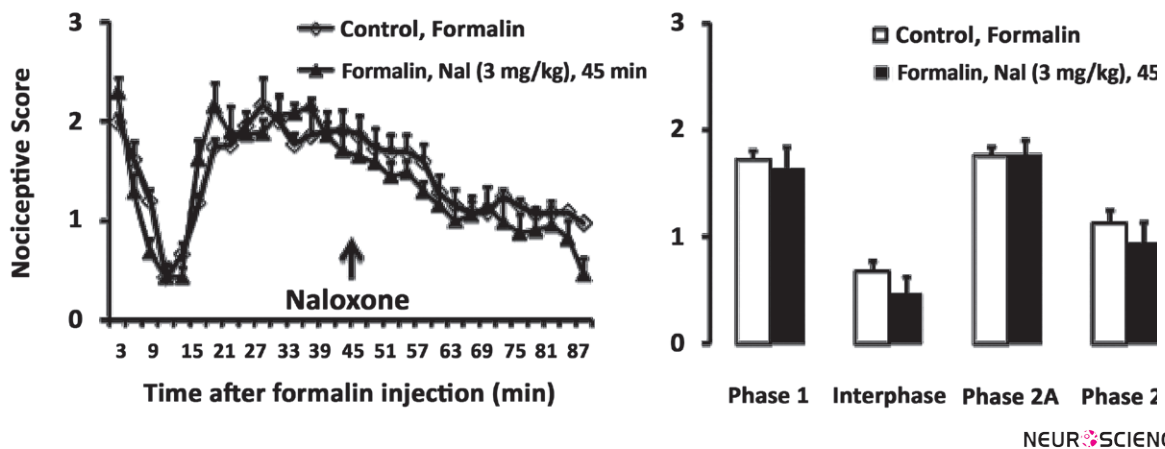 3
2
1
0
Nociceptive Score
Control, Formalin
Formalin, Nal (3 mg/kg), 45 min
Naloxone
3 9 15 21 27 33 39 45 51 57 63 69 75 81 87
Time after formalin injection (min)
3
2
1
0
Control, Formalin
Formalin, Nal (3 mg/kg), 45
Phase 1 Interphase Phase 2A Phase 2
NEUROSCIENC